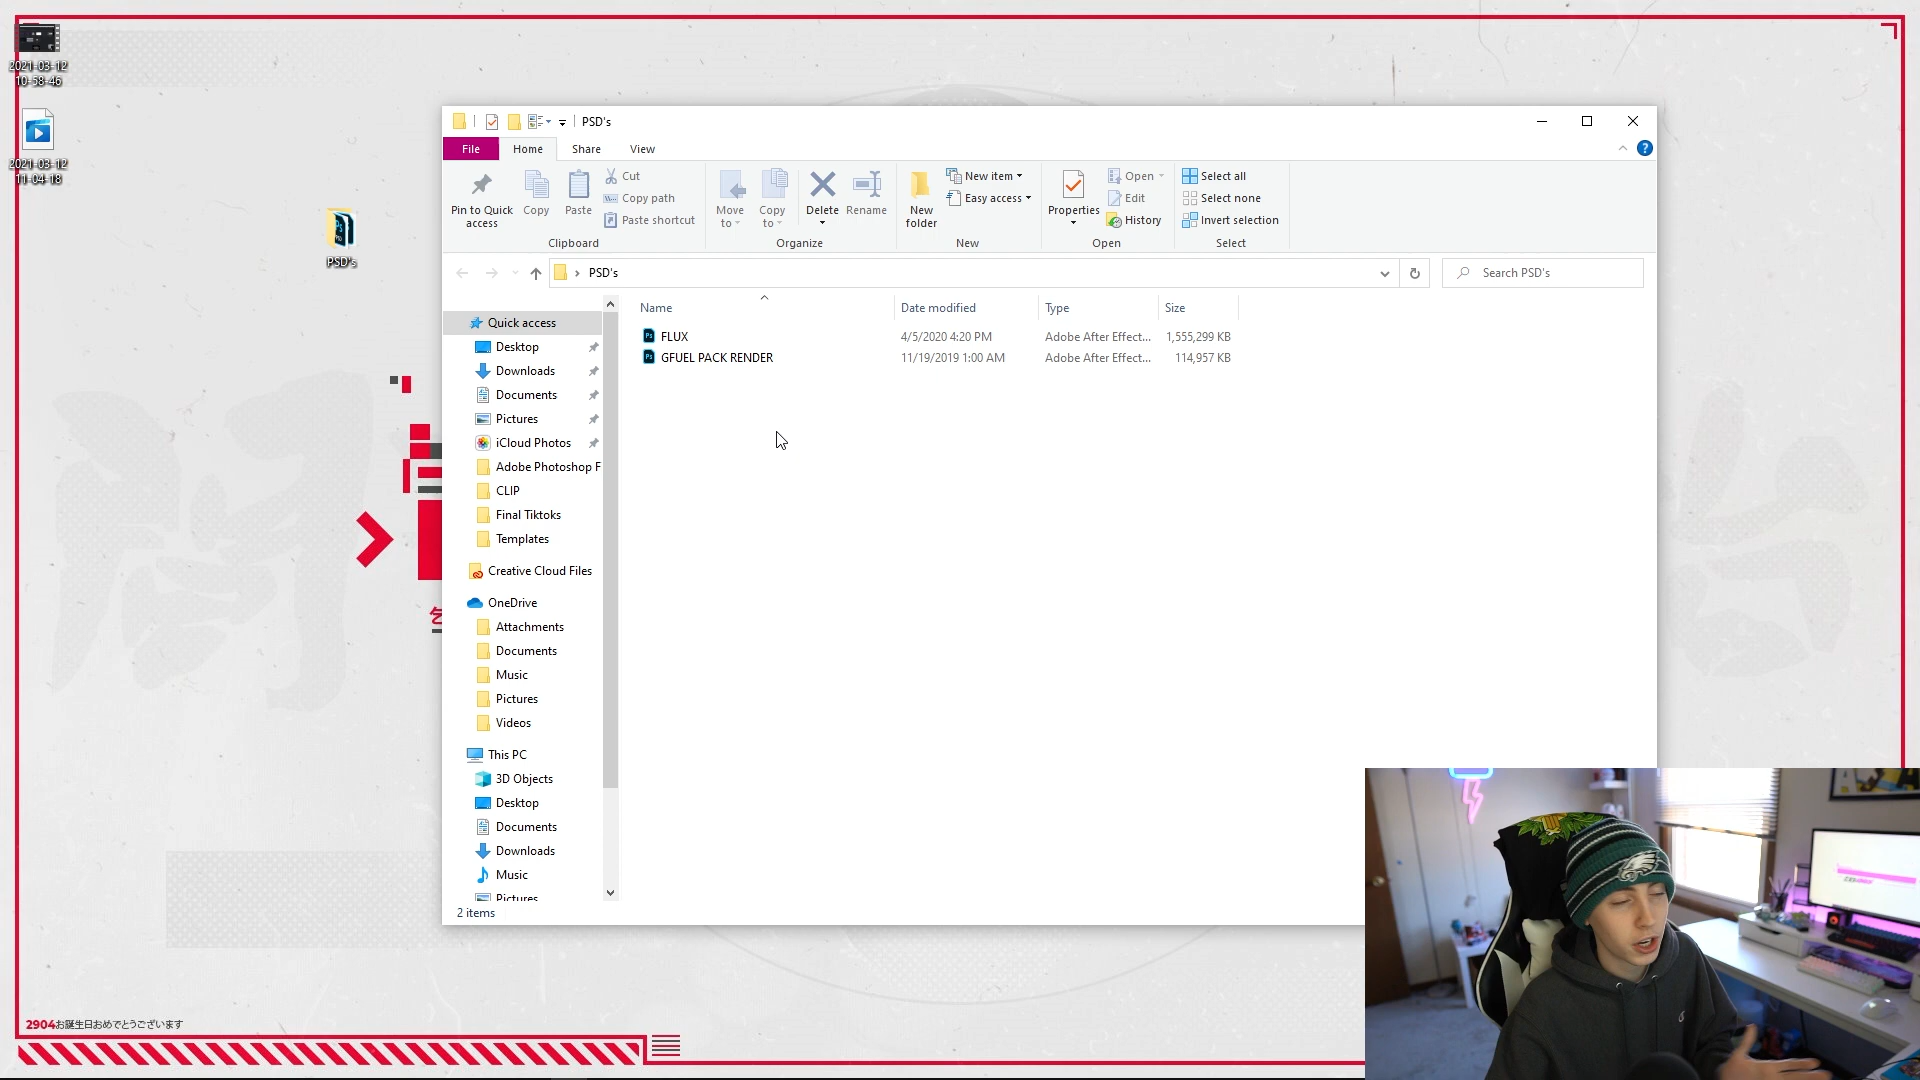 2021-03-12
10-58-46
2021-03-12
11-04-18
PSD's
PSD's
File
Home
Share
View
Pin to Quick
access
Copy
Paste
Cut
Copy path
Paste shortcut
Clipboard
Move
to
Copy
to
Delete
Rename
Organize
New
folder
New item
Easy access
New
Properties
Open
Edit
History
Open
Select all
Select none
Invert selection
Select
PSD's
Search PSD's
Name
Date modified
Type
Size
FLUX
4/5/2020 4:20 PM
Adobe After Effect...
1,555,299 KB
GFUEL PACK RENDER
11/19/2019 1:00 AM
Adobe After Effect...
114,957 KB
Quick access
Desktop
Downloads
Documents
Pictures
iCloud Photos
Adobe Photoshop F
CLIP
Final Tiktoks
Templates
Creative Cloud Files
OneDrive
Attachments
Documents
Music
Pictures
Videos
This PC
3D Objects
Desktop
Documents
Downloads
Music
Pictures
2 items
2904お誕生日おめでとうございます